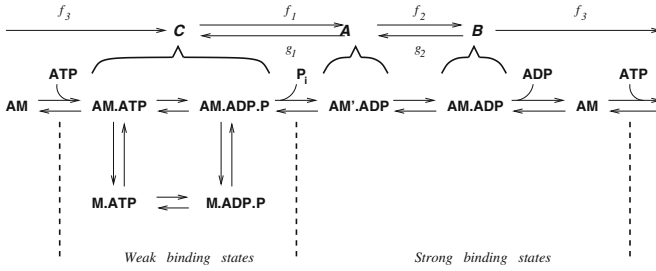 f3 f1 f2 f3
C A B
g1 g2
ATP Pi ADP ATP
AM AM.ATP AM.ADP.P AM'.ADP AM.ADP AM
M.ATP M.ADP.P
Weak binding states Strong binding states